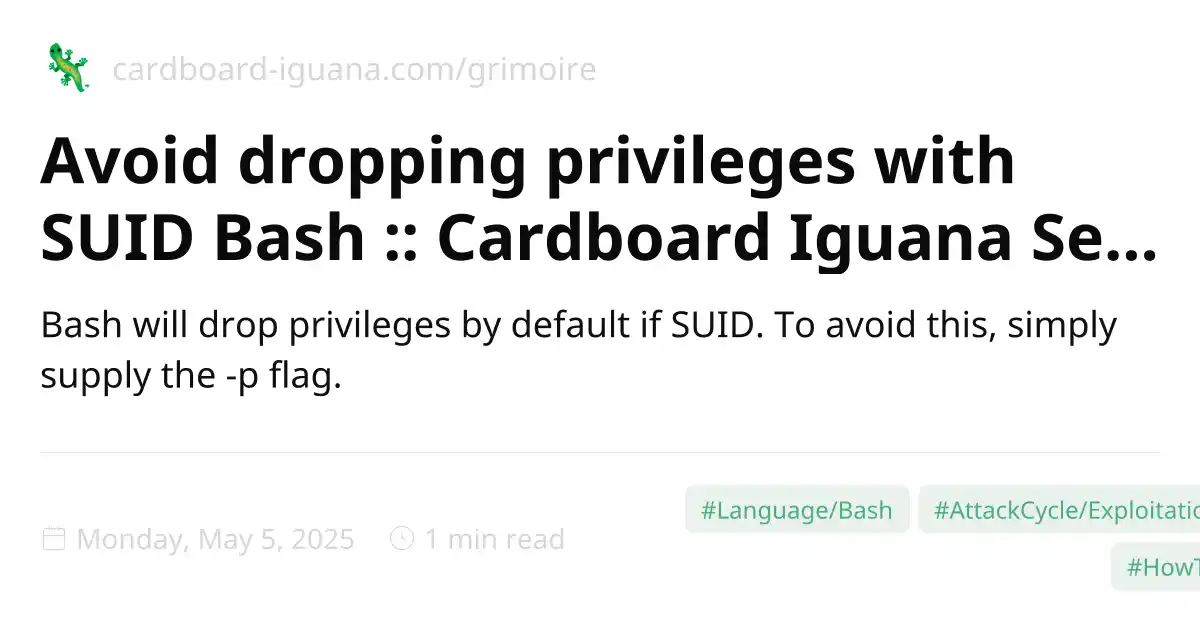 cardboard-iguana.com/grimoire
Avoid dropping privileges with
SUID Bash :: Cardboard Iguana Se...
Bash will drop privileges by default if SUID. To avoid this, simply
supply the -p flag.
#Language/Bash #AttackCycle/Exploitatio
Monday, May 5, 2025 1 min read
#HowT